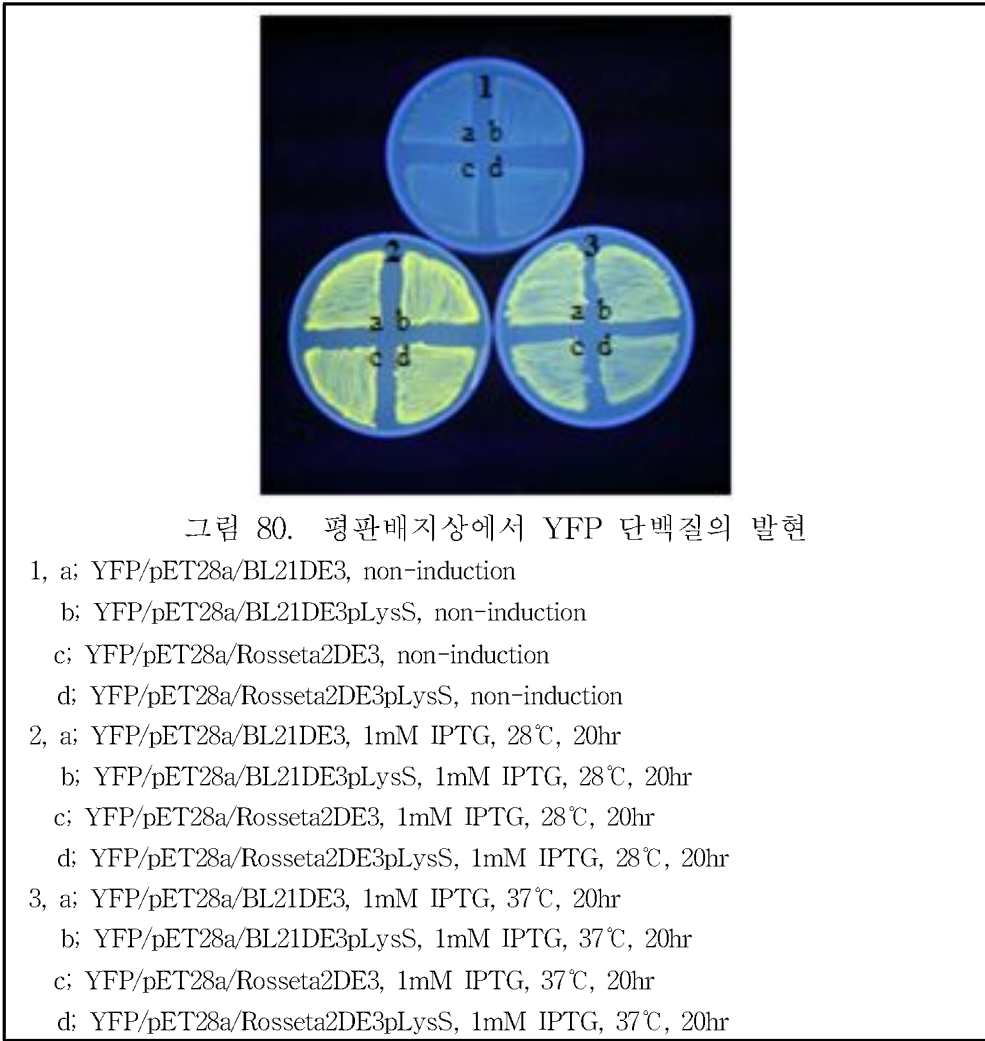 1
a b
c d
2
a b
c d
3
a b
c d
그림 80. 평판배지상에서 YFP 단백질의 발현
1, a; YFP/pET28a/BL21DE3, non-induction
b; YFP/pET28a/BL21DE3pLysS, non-induction
c; YFP/pET28a/Rosseta2DE3, non-induction
d; YFP/pET28a/Rosseta2DE3pLysS, non-induction
2, a; YFP/pET28a/BL21DE3, 1mM IPTG, 28℃, 20hr
b; YFP/pET28a/BL21DE3pLysS, 1mM IPTG, 28℃, 20hr
c; YFP/pET28a/Rosseta2DE3, 1mM IPTG, 28℃, 20hr
d; YFP/pET28a/Rosseta2DE3pLysS, 1mM IPTG, 28℃, 20hr
3, a; YFP/pET28a/BL21DE3, 1mM IPTG, 37℃, 20hr
b; YFP/pET28a/BL21DE3pLysS, 1mM IPTG, 37℃, 20hr
c; YFP/pET28a/Rosseta2DE3, 1mM IPTG, 37℃, 20hr
d; YFP/pET28a/Rosseta2DE3pLysS, 1mM IPTG, 37℃, 20hr